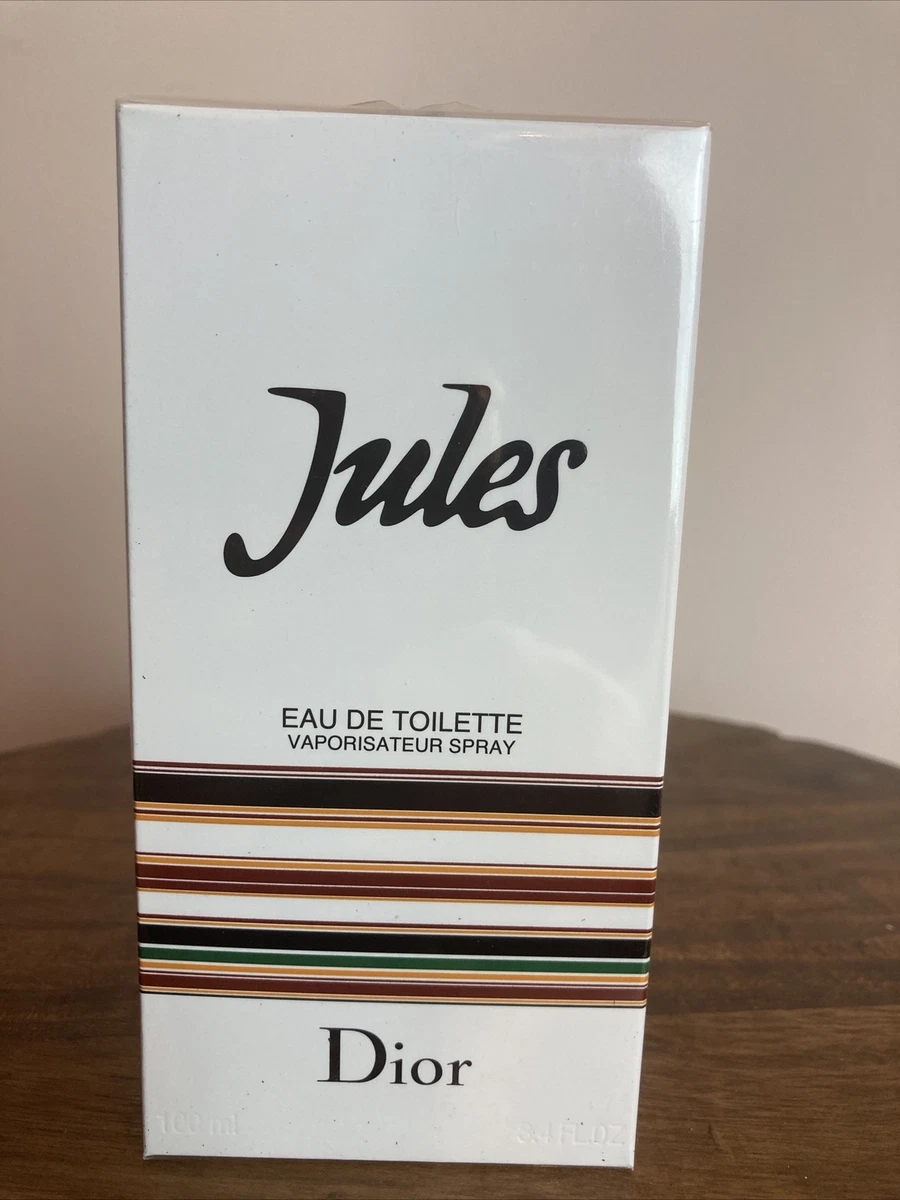 Jules
EAU DE TOILETTE
VAPORISATEUR SPRAY
Dior
100 ml 3.4 FL.OZ